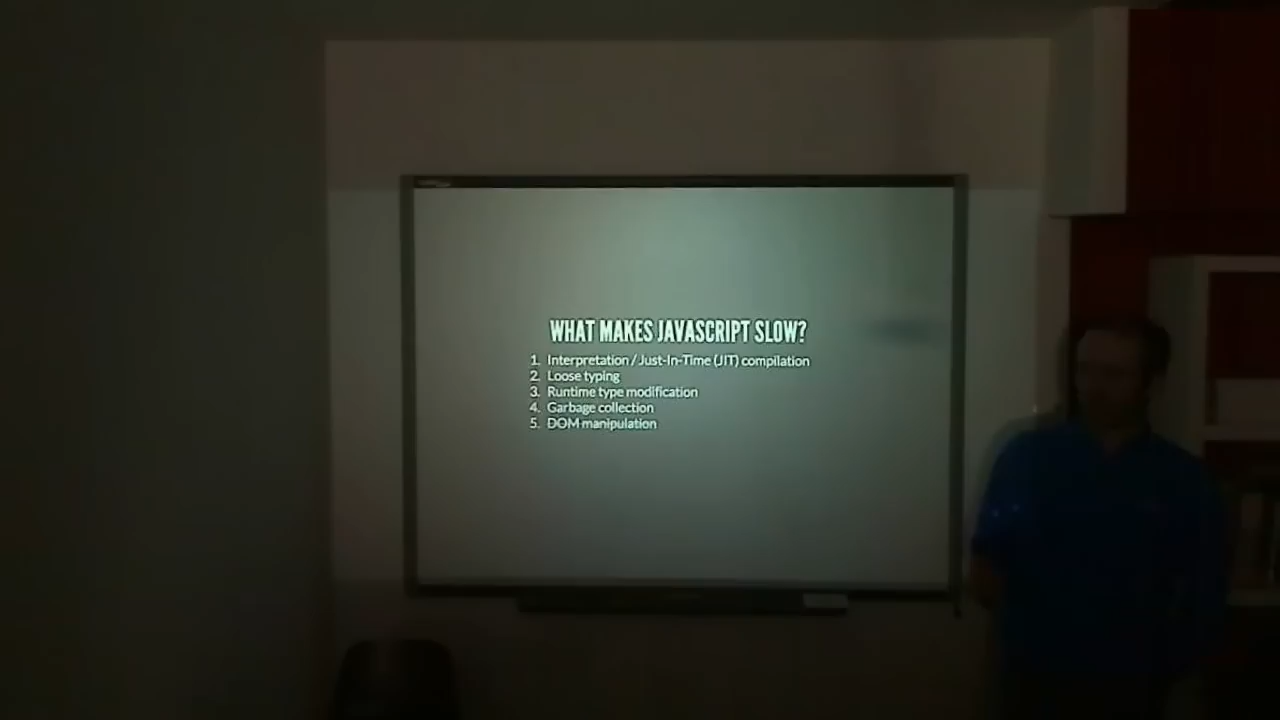 WHAT MAKES JAVASCRIPT SLOW?
1. Interpretation / Just-In-Time (JIT) compilation
2. Loose typing
3. Runtime type modification
4. Garbage collection
5. DOM manipulation